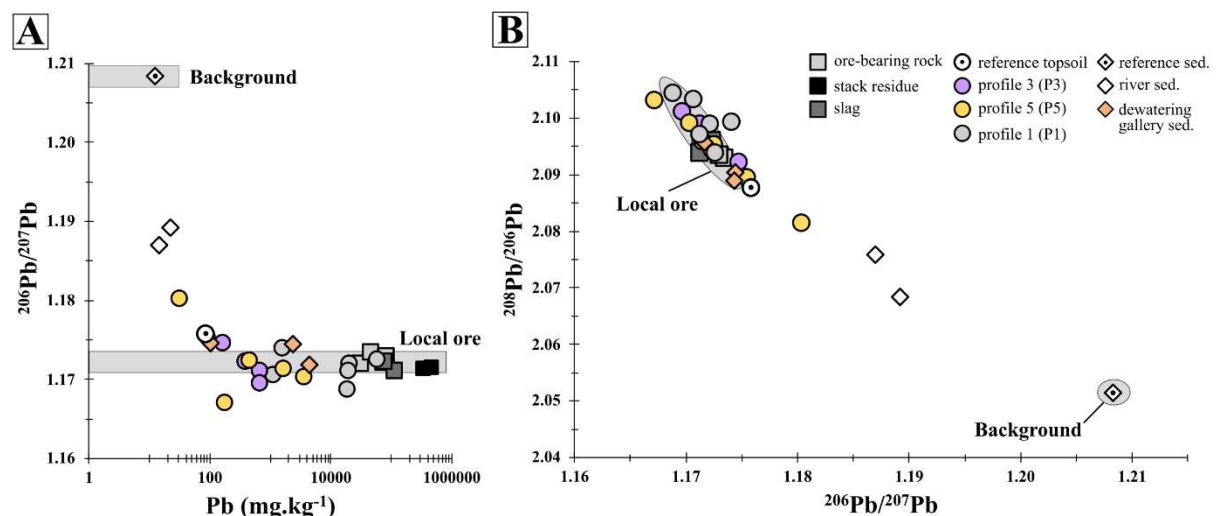 A
1.21
1.20
1.19
1.18
1.17
1.16
²⁰⁶Pb/²⁰⁷Pb
Background
Local ore
1
100
10000
1000000
Pb (mg.kg⁻¹)
B
2.11
2.10
2.09
2.08
2.07
2.06
2.05
2.04
²⁰⁸Pb/²⁰⁶Pb
ore-bearing rock
stack residue
slag
reference topsoil
profile 3 (P3)
profile 5 (P5)
profile 1 (P1)
reference sed.
river sed.
dewatering
gallery sed.
Local ore
Background
1.16
1.17
1.18
1.19
1.20
1.21
²⁰⁶Pb/²⁰⁷Pb